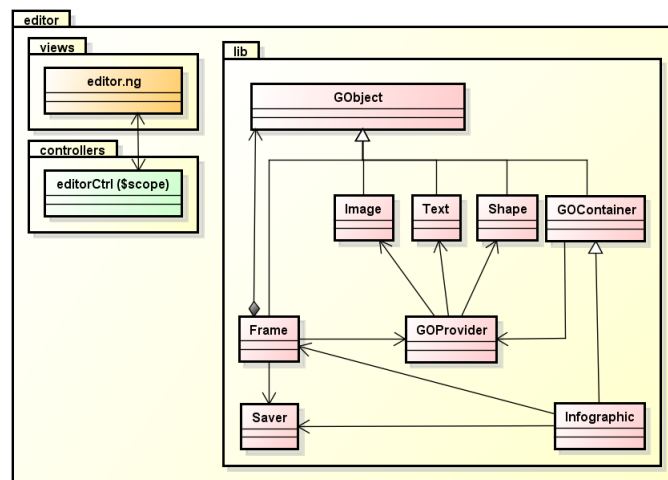 editor
views
editor.ng
controllers
editorCtrl ($scope)
lib
GObject
Image
Text
Shape
GOContainer
Frame
GOProvider
Saver
Infographic